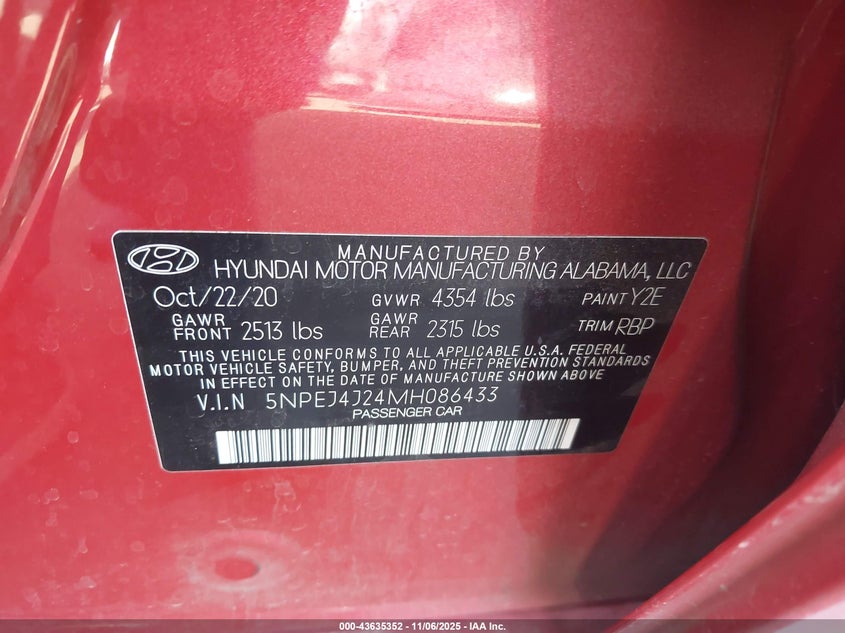 MANUFACTURED BY
HYUNDAI MOTOR MANUFACTURING ALABAMA, LLC
Oct/22/20 GVWR 4354 lbs PAINT Y2E
GAWR FRONT 2513 lbs GAWR REAR 2315 lbs TRIM RBP
THIS VEHICLE CONFORMS TO ALL APPLICABLE U.S.A. FEDERAL
MOTOR VEHICLE SAFETY, BUMPER, AND THEFT PREVENTION STANDARDS
IN EFFECT ON THE DATE OF MANUFACTURE SHOWN ABOVE
V.I.N 5NPEJ4J24MH086433
PASSENGER CAR
000-43635352 | 11/06/2025 - IAA Inc.